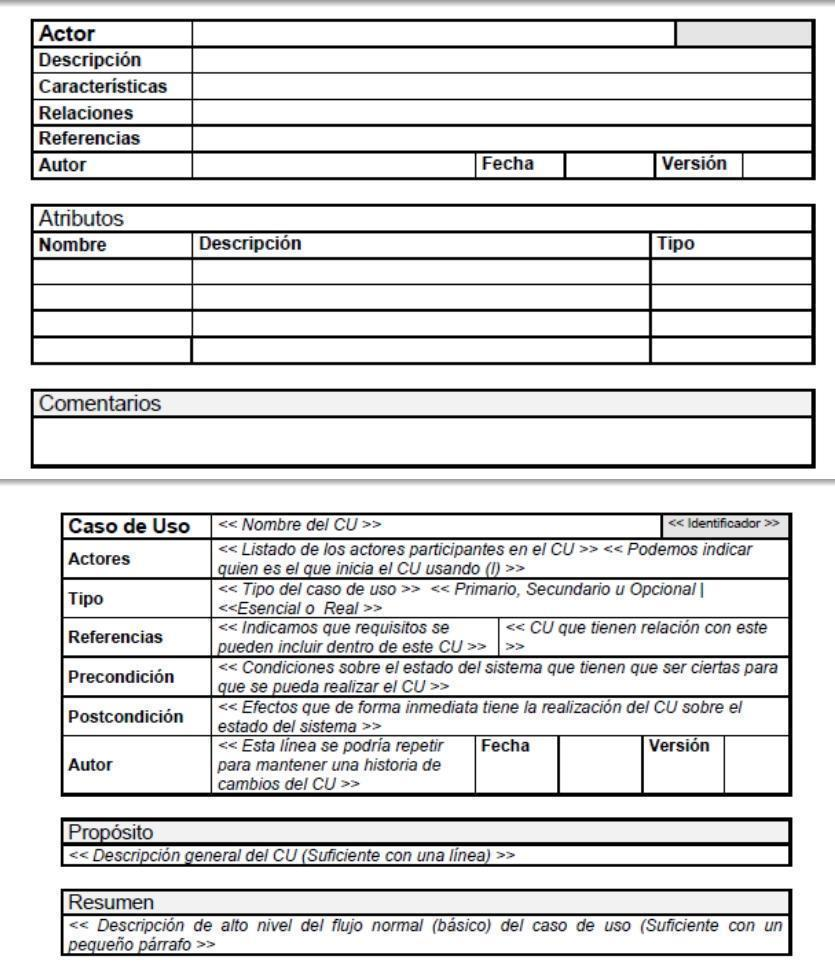 Actor
Descripción
Características
Relaciones
Referencias
Autor Fecha Versión
Atributos
Nombre Descripción Tipo
Comentarios
Caso de Uso << Nombre del CU >> << Identificador >>
Actores << Listado de los actores participantes en el CU >> << Podemos indicar
quien es el que inicia el CU usando (I) >>
Tipo << Tipo del caso de uso >> << Primario, Secundario u Opcional |
<<Esencial o Real >>
Referencias << Indicamos que requisitos se
pueden incluir dentro de este CU >>
<< CU que tienen relación con este
>>
Precondición << Condiciones sobre el estado del sistema que tienen que ser ciertas para
que se pueda realizar el CU >>
Postcondición << Efectos que de forma inmediata tiene la realización del CU sobre el
estado del sistema >>
Autor << Esta línea se podría repetir
para mantener una historia de
cambios del CU >>
Fecha Versión
Propósito
<< Descripción general del CU (Suficiente con una línea) >>
Resumen
<< Descripción de alto nivel del flujo normal (básico) del caso de uso (Suficiente con un
pequeño párrafo >>